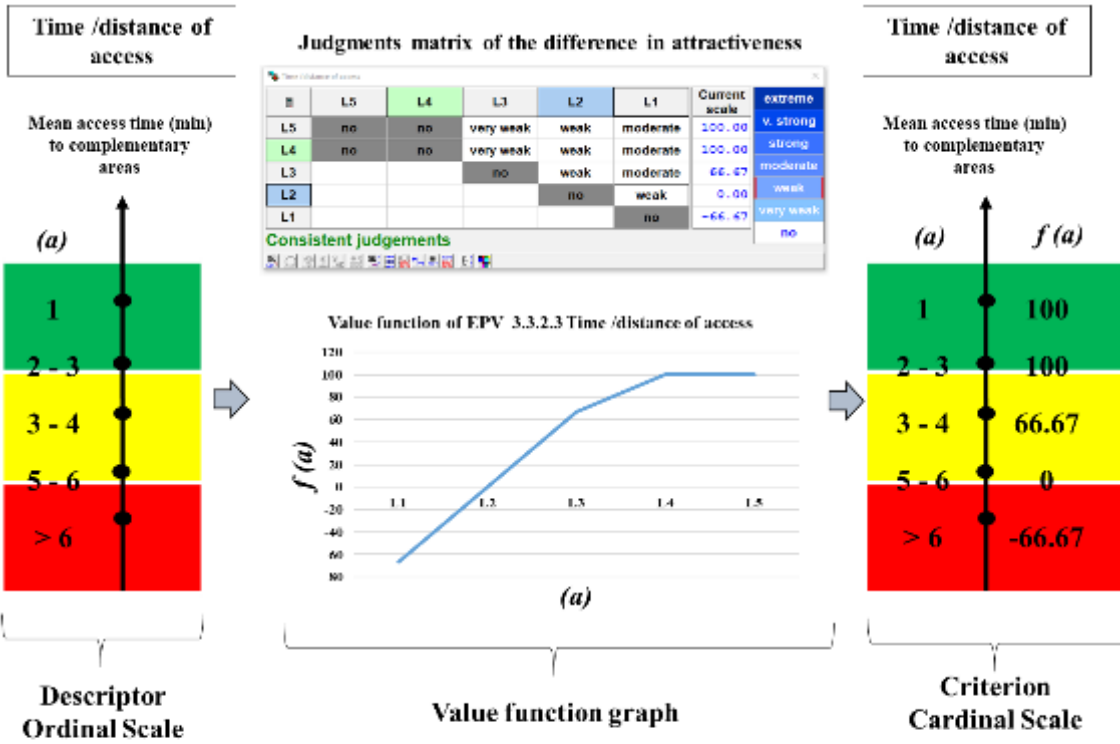 Time /distance of
access
Mean access time (min)
to complementary
areas
(a)
1
2 - 3
3 - 4
5 - 6
> 6
Descriptor
Ordinal Scale
Judgments matrix of the difference in attractiveness
Time /distance of access
L5 L4 L3 L2 L1 Current scale
L5 no no very weak weak moderate 100.00
L4 no no very weak weak moderate 100.00
L3 no weak moderate 66.67
L2 no weak 0.00
L1 no -66.67
extreme
v. strong
strong
moderate
weak
very weak
no
Consistent judgements
Value function of EPV 3.3.2.3 Time /distance of access
120
100
80
60
40
20
0
-20
-40
60
80
L1 L2 L3 L4 L5
f (a)
(a)
Value function graph
Time /distance of
access
Mean access time (min)
to complementary
areas
(a) f (a)
1 100
2 - 3 100
3 - 4 66.67
5 - 6 0
> 6 -66.67
Criterion
Cardinal Scale